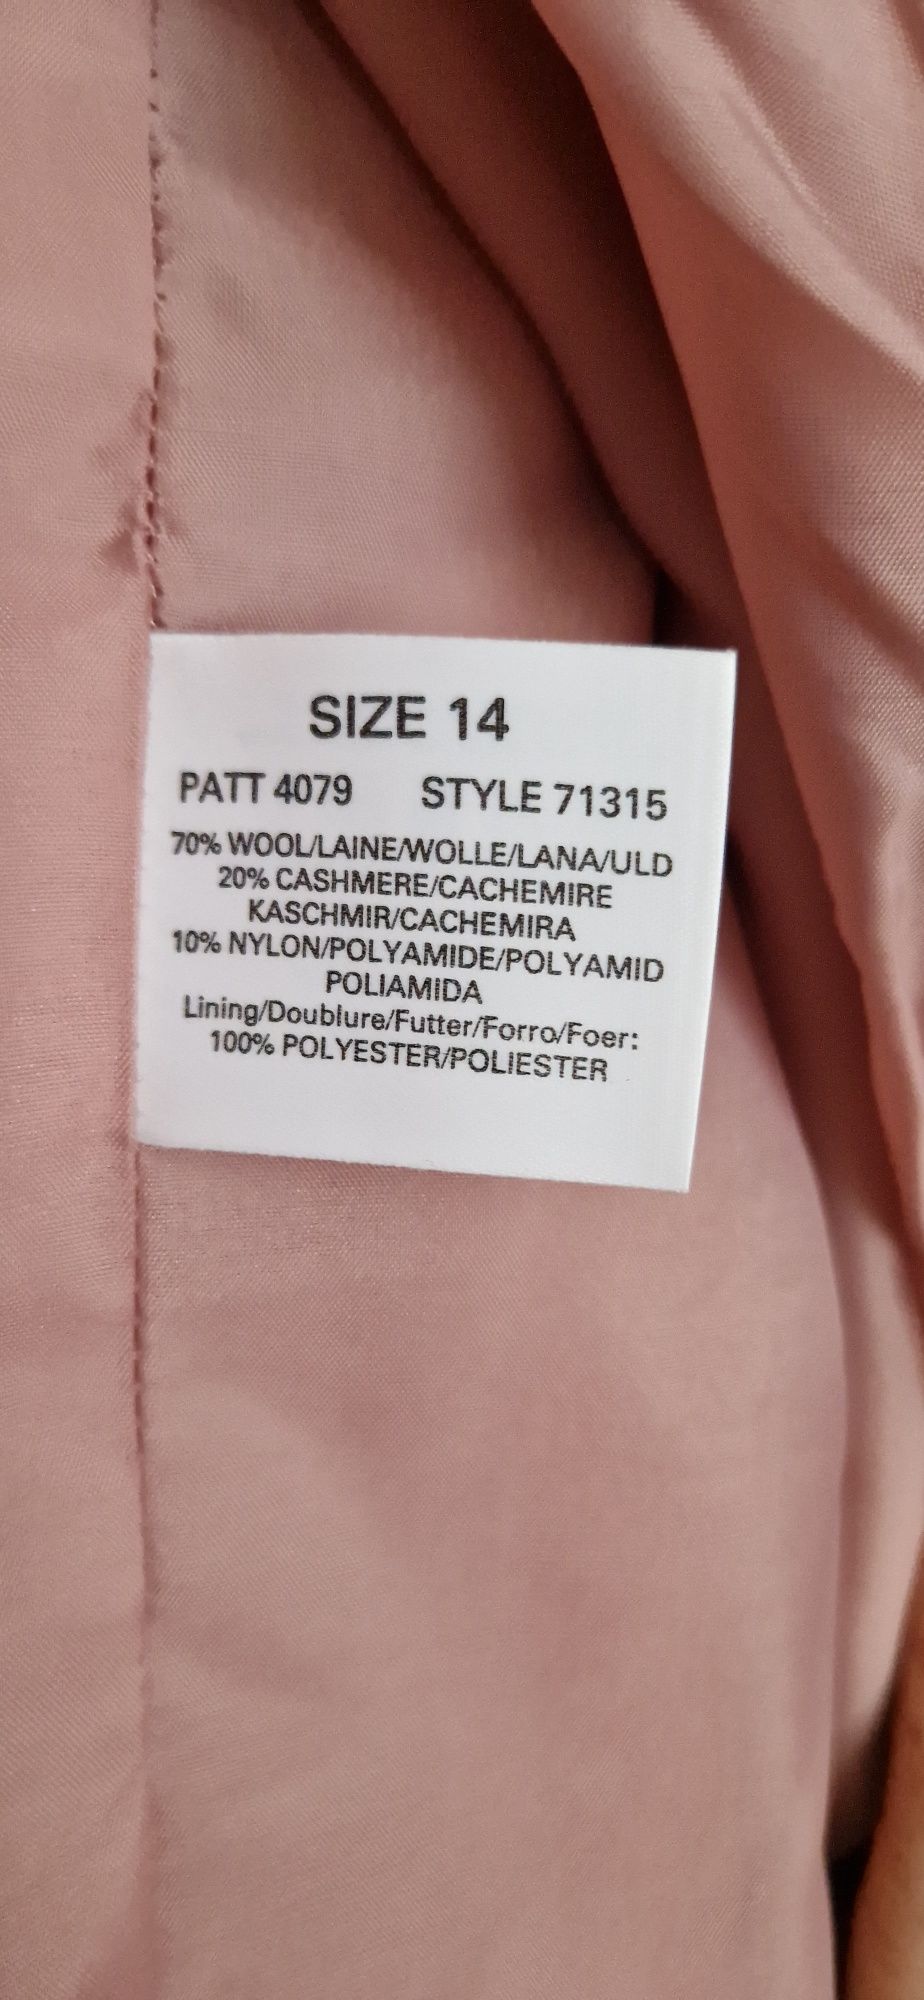 SIZE 14
PATT 4079 STYLE 71315
70% WOOL/LAINE/WOLLE/LANA/ULD
20% CASHMERE/CACHEMIRE
KASCHMIR/CACHEMIRA
10% NYLON/POLYAMIDE/POLYAMID
POLIAMIDA
Lining/Doublure/Futter/Forro/Foer:
100% POLYESTER/POLIESTER